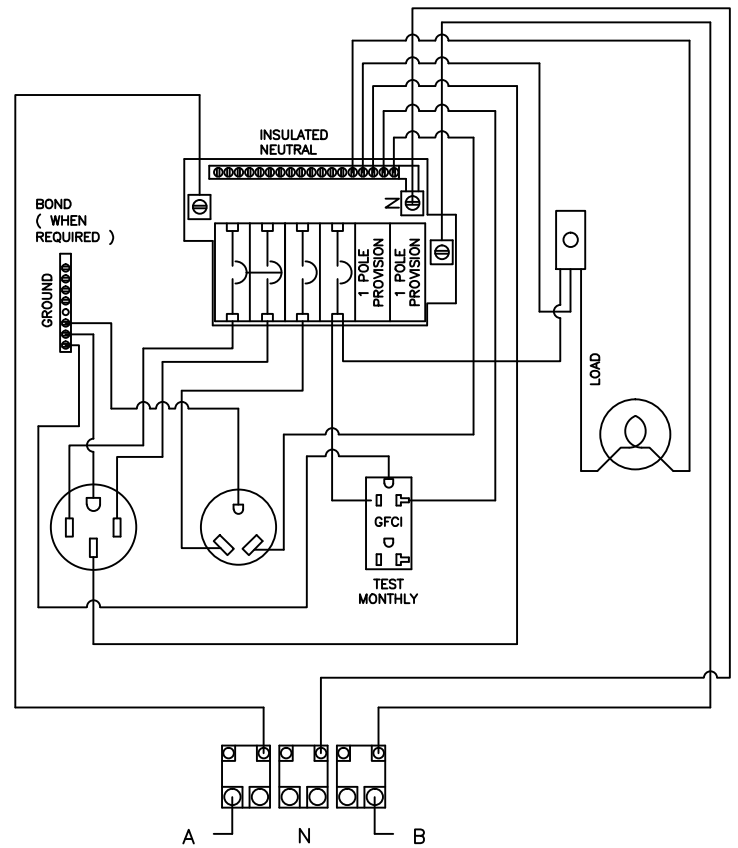 INSULATED
NEUTRAL
BOND
( WHEN
REQUIRED )
N
GROUND
1 POLE
PROVISION
1 POLE
PROVISION
LOAD
GFCI
TEST
MONTHLY
A
N
B